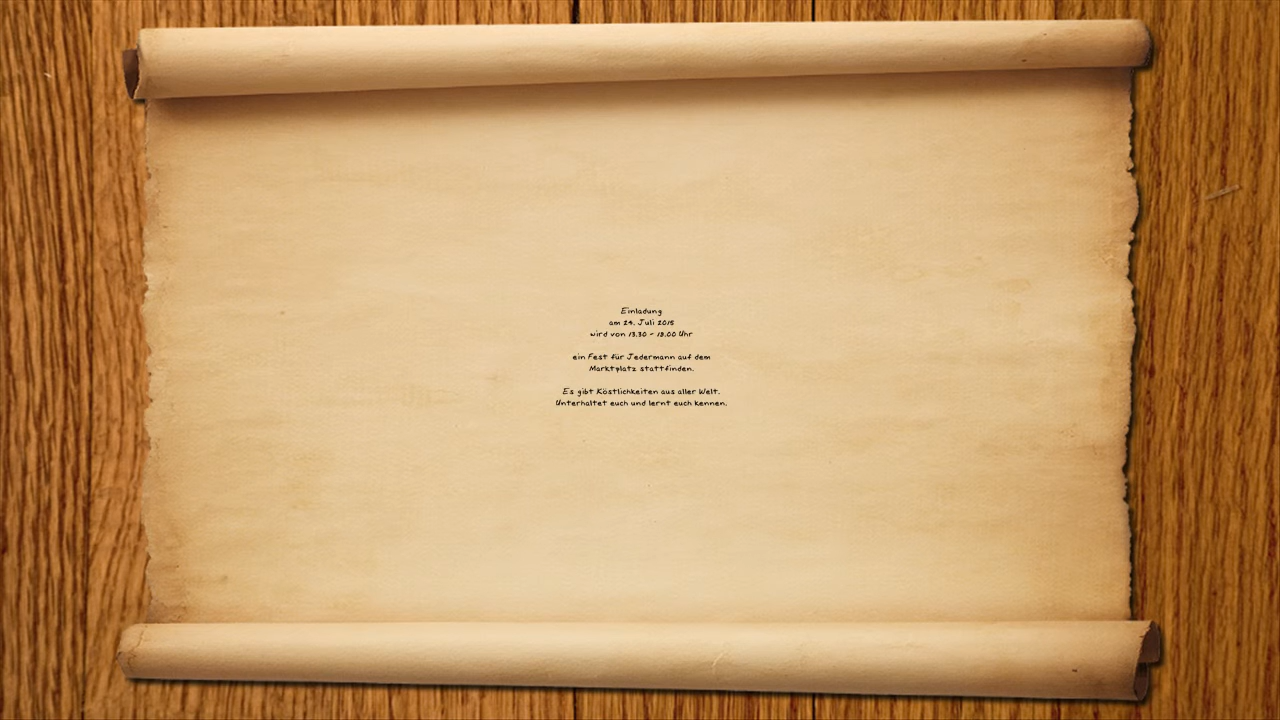 Einladung
am 24. Juli 2015
wird von 13.30 - 18.00 Uhr
ein Fest für Jedermann auf dem
Marktplatz stattfinden.
Es gibt Köstlichkeiten aus aller Welt.
Unterhaltet euch und lernt euch kennen.